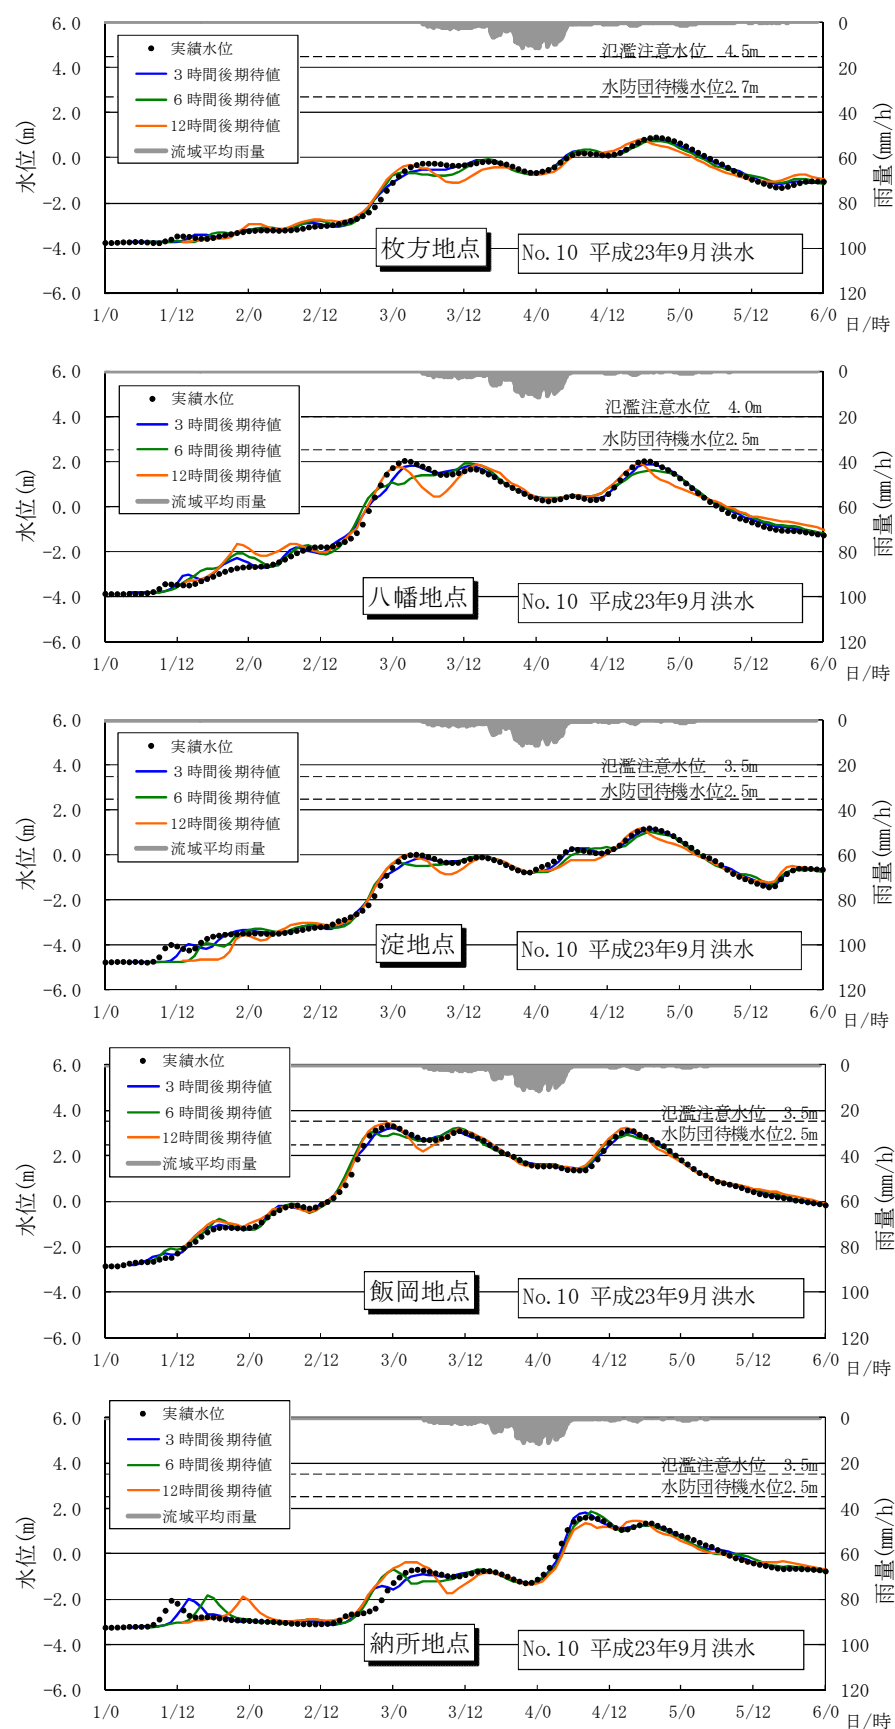 6.0
4.0
2.0
0.0
-2.0
-4.0
-6.0
水位(m)
実績水位
3時間後期待値
6時間後期待値
12時間後期待値
流域平均雨量
氾濫注意水位 4.5m
水防団待機水位2.7m
枚方地点
No.10 平成23年9月洪水
0
20
40
60
80
100
120
雨量(mm/h)
1/0 1/12 2/0 2/12 3/0 3/12 4/0 4/12 5/0 5/12 6/0 日/時
6.0
4.0
2.0
0.0
-2.0
-4.0
-6.0
水位(m)
実績水位
3時間後期待値
6時間後期待値
12時間後期待値
流域平均雨量
氾濫注意水位 4.0m
水防団待機水位2.5m
八幡地点
No.10 平成23年9月洪水
0
20
40
60
80
100
120
雨量(mm/h)
1/0 1/12 2/0 2/12 3/0 3/12 4/0 4/12 5/0 5/12 6/0 日/時
6.0
4.0
2.0
0.0
-2.0
-4.0
-6.0
水位(m)
実績水位
3時間後期待値
6時間後期待値
12時間後期待値
流域平均雨量
氾濫注意水位 3.5m
水防団待機水位2.5m
淀地点
No.10 平成23年9月洪水
0
20
40
60
80
100
120
雨量(mm/h)
1/0 1/12 2/0 2/12 3/0 3/12 4/0 4/12 5/0 5/12 6/0 日/時
6.0
4.0
2.0
0.0
-2.0
-4.0
-6.0
水位(m)
実績水位
3時間後期待値
6時間後期待値
12時間後期待値
流域平均雨量
氾濫注意水位 3.5m
水防団待機水位2.5m
飯岡地点
No.10 平成23年9月洪水
0
20
40
60
80
100
120
雨量(mm/h)
1/0 1/12 2/0 2/12 3/0 3/12 4/0 4/12 5/0 5/12 6/0 日/時
6.0
4.0
2.0
0.0
-2.0
-4.0
-6.0
水位(m)
実績水位
3時間後期待値
6時間後期待値
12時間後期待値
流域平均雨量
氾濫注意水位 3.5m
水防団待機水位2.5m
納所地点
No.10 平成23年9月洪水
0
20
40
60
80
100
120
雨量(mm/h)
1/0 1/12 2/0 2/12 3/0 3/12 4/0 4/12 5/0 5/12 6/0 日/時